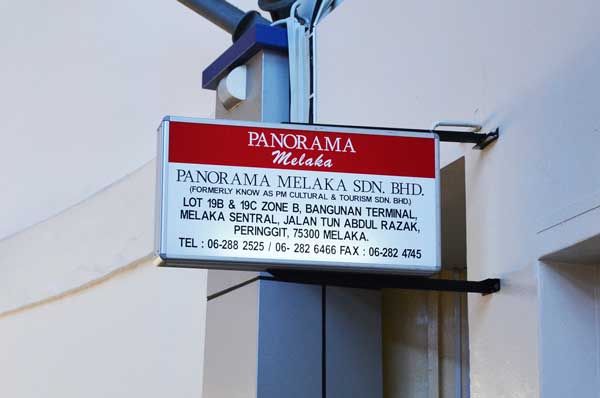 PANORAMA
Melaka
PANORAMA MELAKA SDN. BHD.
(FORMERLY KNOW AS PM CULTURAL & TOURISM SDN. BHD.)
LOT 19B & 19C ZONE B, BANGUNAN TERMINAL,
MELAKA SENTRAL, JALAN TUN ABDUL RAZAK,
PERINGGIT, 75300 MELAKA.
TEL : 06-288 2525 / 06- 282 6466 FAX : 06-282 4745